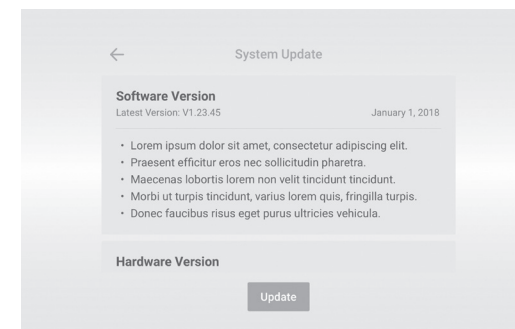 System Update
Software Version
Latest Version: V1.23.45 January 1, 2018
• Lorem ipsum dolor sit amet, consectetur adipiscing elit.
• Praesent efficitur eros nec sollicitudin pharetra.
• Maecenas lobortis lorem non velit tincidunt tincidunt.
• Morbi ut turpis tincidunt, varius lorem quis, fringilla turpis.
• Donec faucibus risus eget purus ultricies vehicula.
Hardware Version
Update